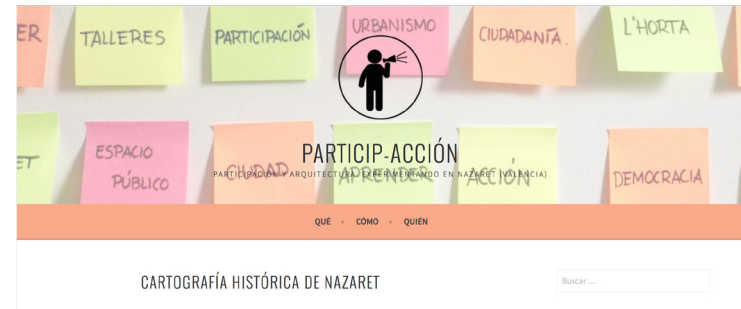 ER
TALLERES
PARTICIPACIÓN
URBANISMO
CIUDADANÍA.
L'HORTA
ET
ESPACIO
PÚBLICO
CIUDAD
APRENDER
ACCIÓN
DEMOCRACIA
PARTICIP-ACCIÓN
PARTICIPACIÓN Y ARQUITECTURA. EXPERIMENTANDO EN NAZARET (VALENCIA)
QUÉ
CÓMO
QUIÉN
CARTOGRAFÍA HISTÓRICA DE NAZARET
Buscar …